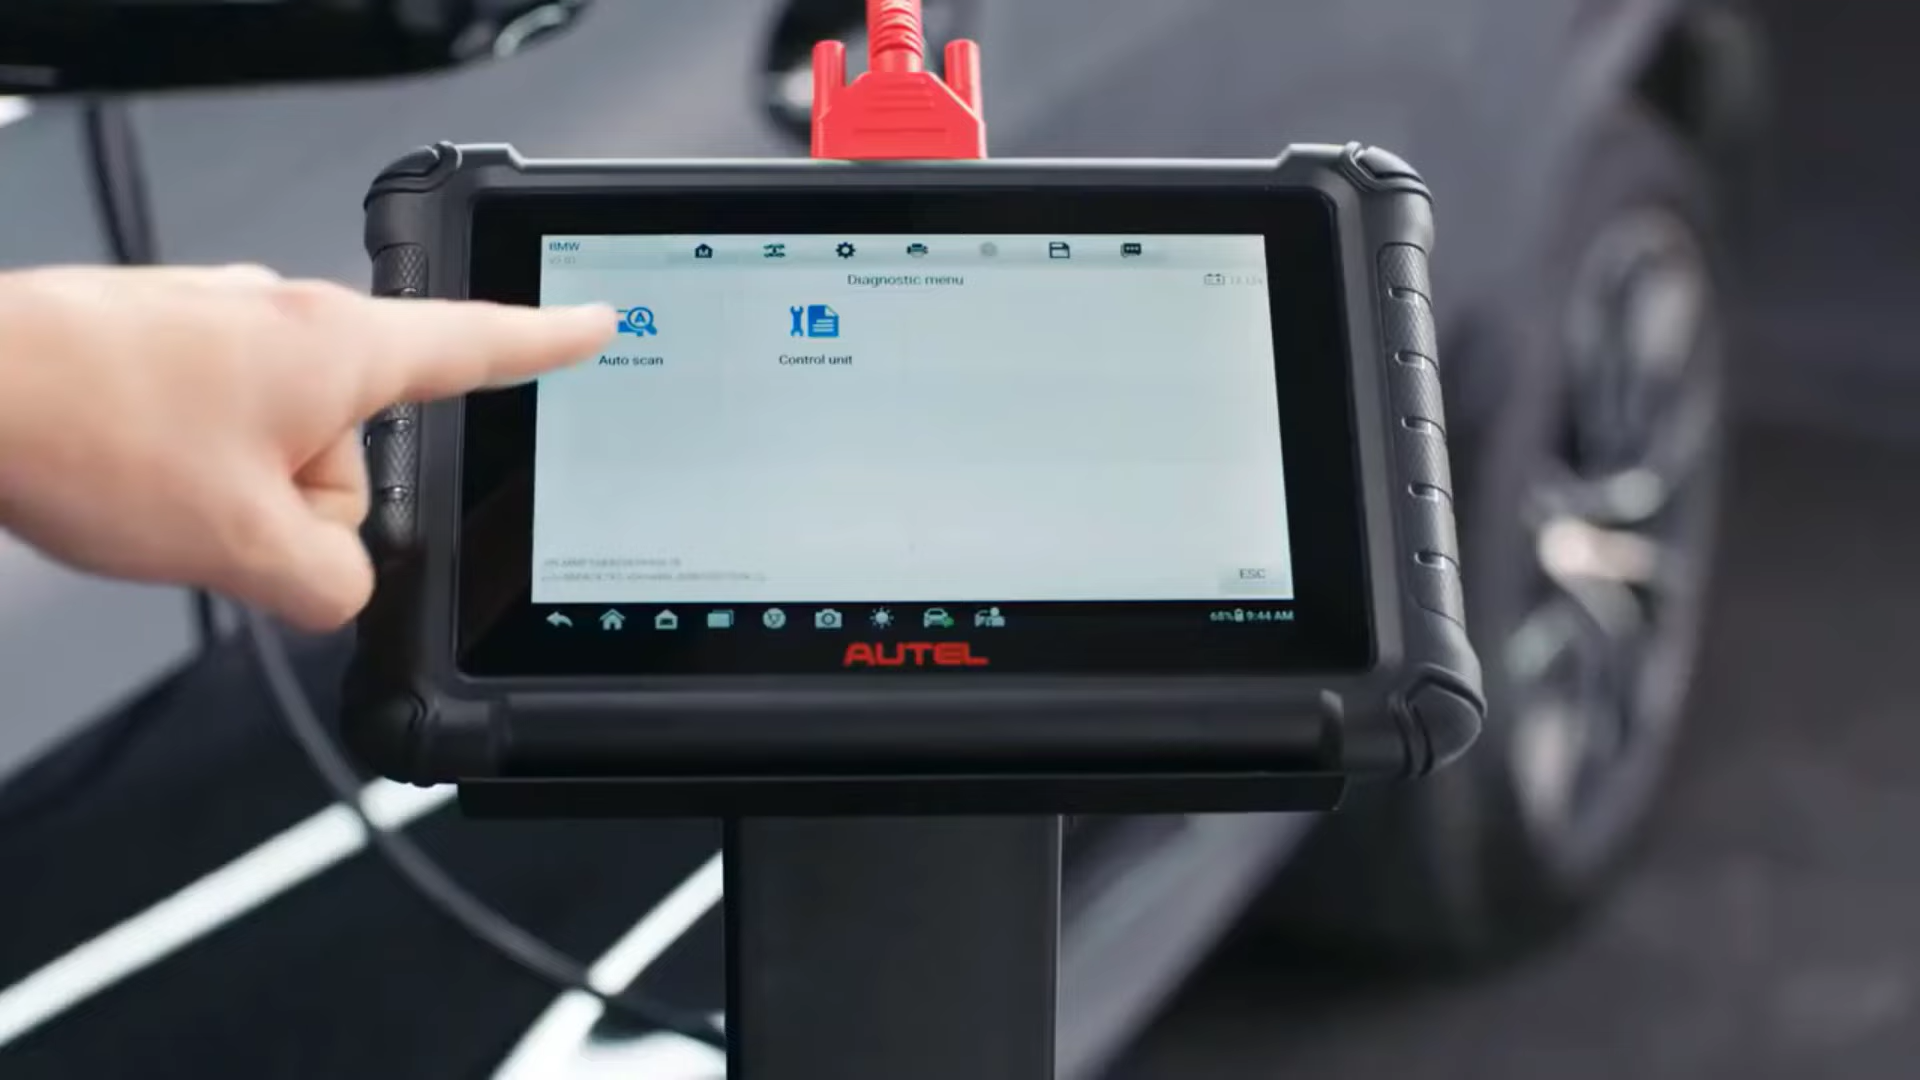 BMW
Diagnostic menu
Auto scan
Control unit
ESC
68% 9:44 AM
AUTEL